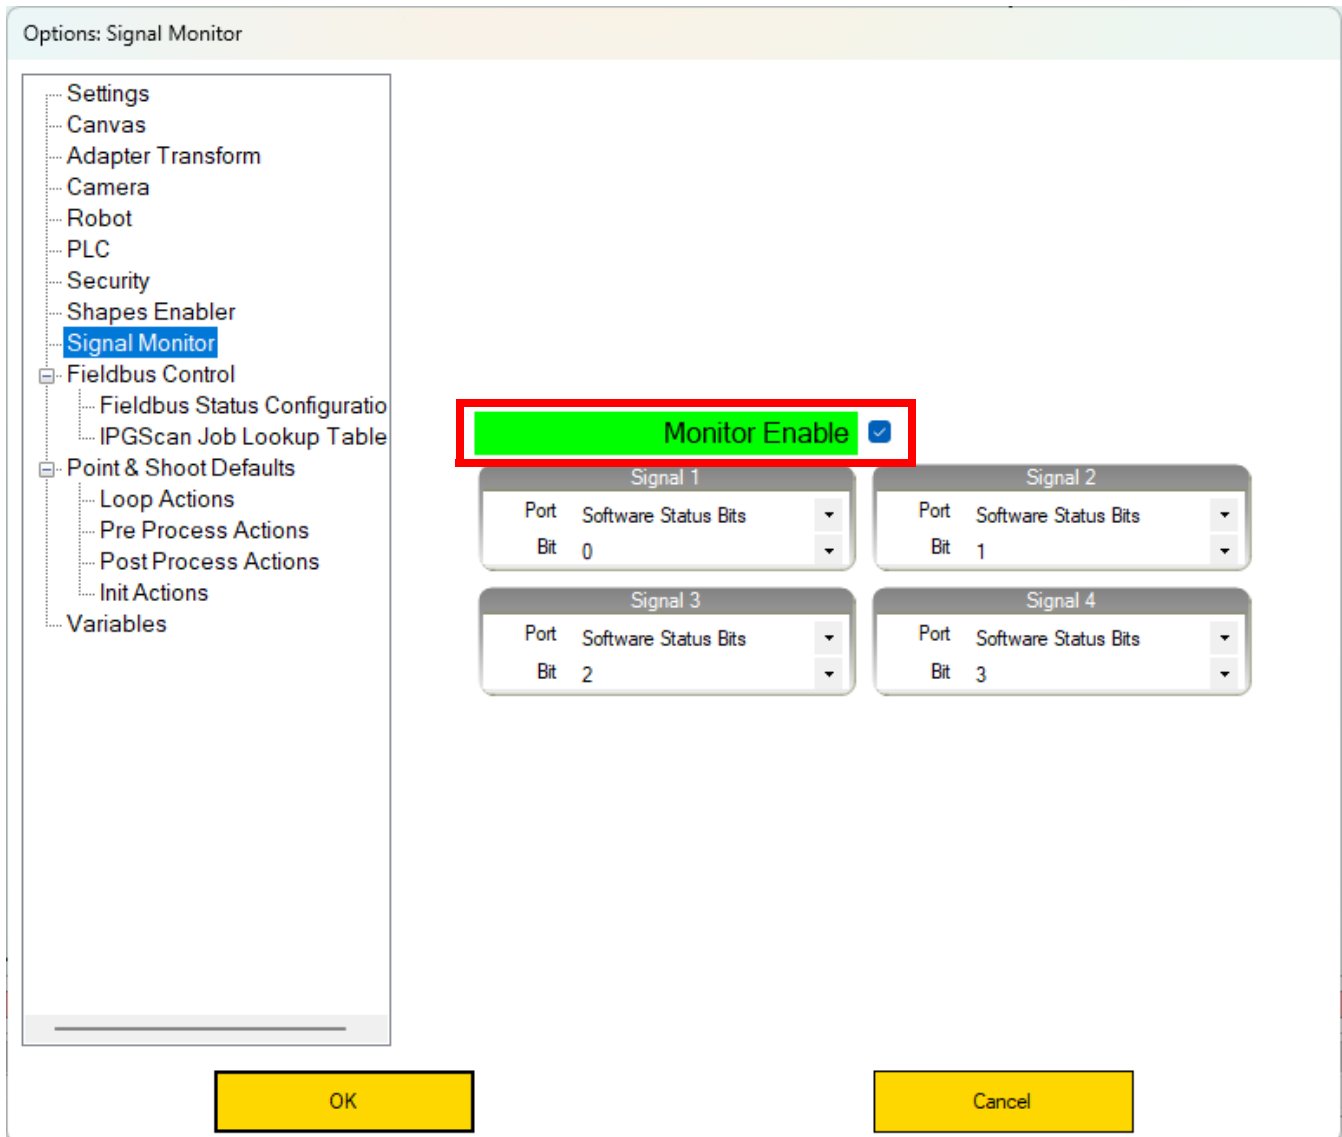 Options: Signal Monitor
Settings
Canvas
Adapter Transform
Camera
Robot
PLC
Security
Shapes Enabler
Signal Monitor
Fieldbus Control
Fieldbus Status Configuratio
IPGScan Job Lookup Table
Point & Shoot Defaults
Loop Actions
Pre Process Actions
Post Process Actions
Init Actions
Variables
Monitor Enable
Signal 1
Port Software Status Bits
Bit 0
Signal 2
Port Software Status Bits
Bit 1
Signal 3
Port Software Status Bits
Bit 2
Signal 4
Port Software Status Bits
Bit 3
OK
Cancel